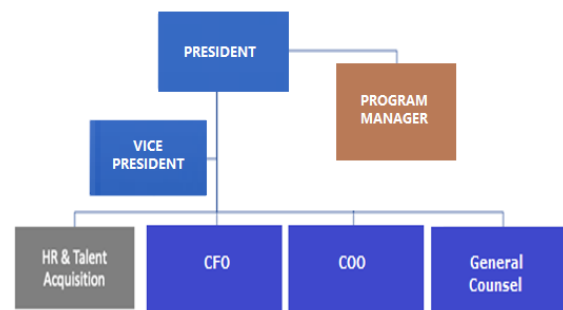 PRESIDENT
PROGRAM
MANAGER
VICE
PRESIDENT
HR & Talent
Acquisition
CFO
COO
General
Counsel